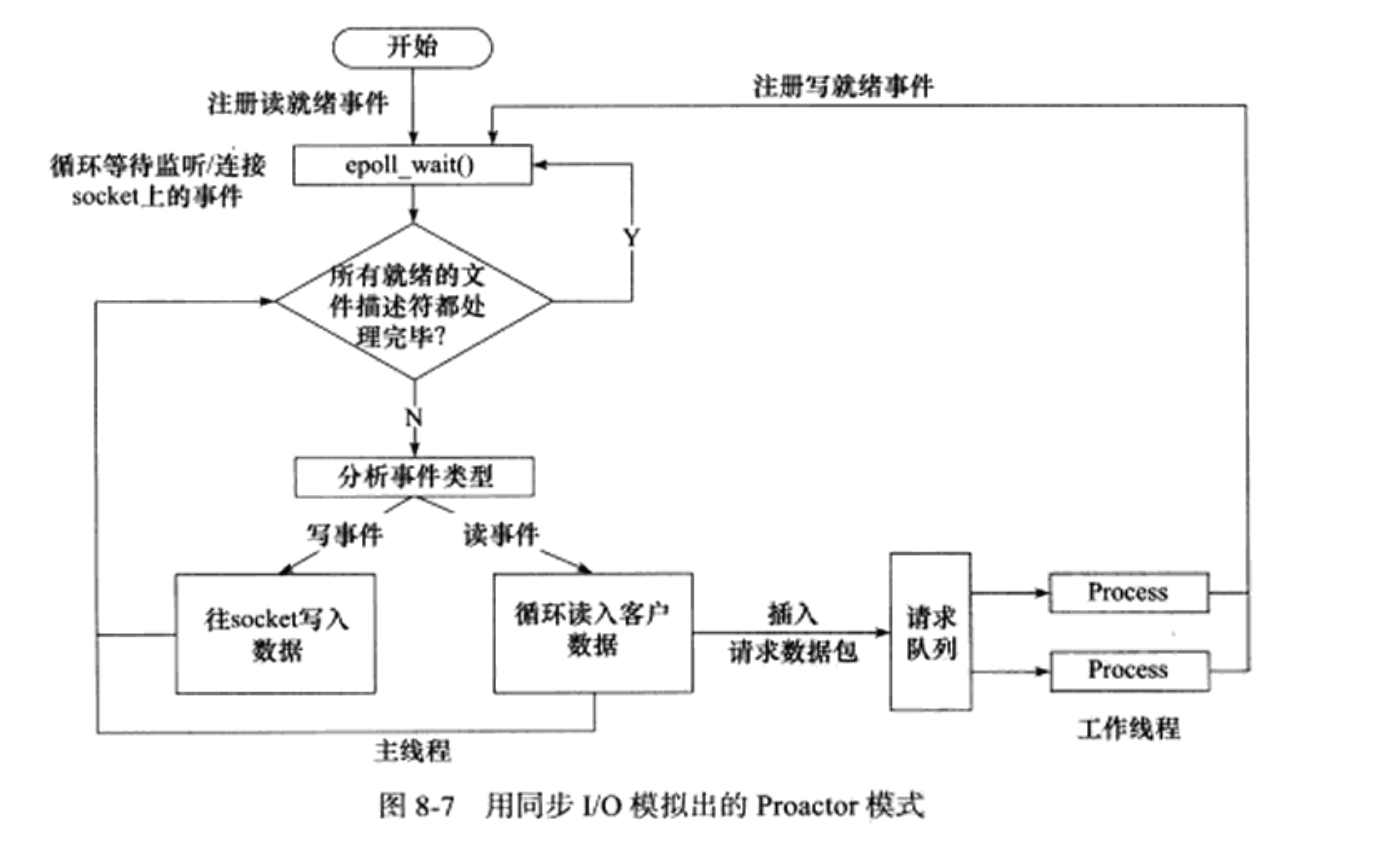 开始
注册读就绪事件
注册写就绪事件
循环等待监听/连接
socket上的事件
epoll_wait()
Y
所有就绪的文
件描述符都处
理完毕?
N
分析事件类型
写事件
读事件
往socket写入
数据
循环读入客户
数据
插入
请求数据包
请求
队列
Process
Process
工作线程
主线程
图 8-7 用同步 I/O 模拟出的 Proactor 模式